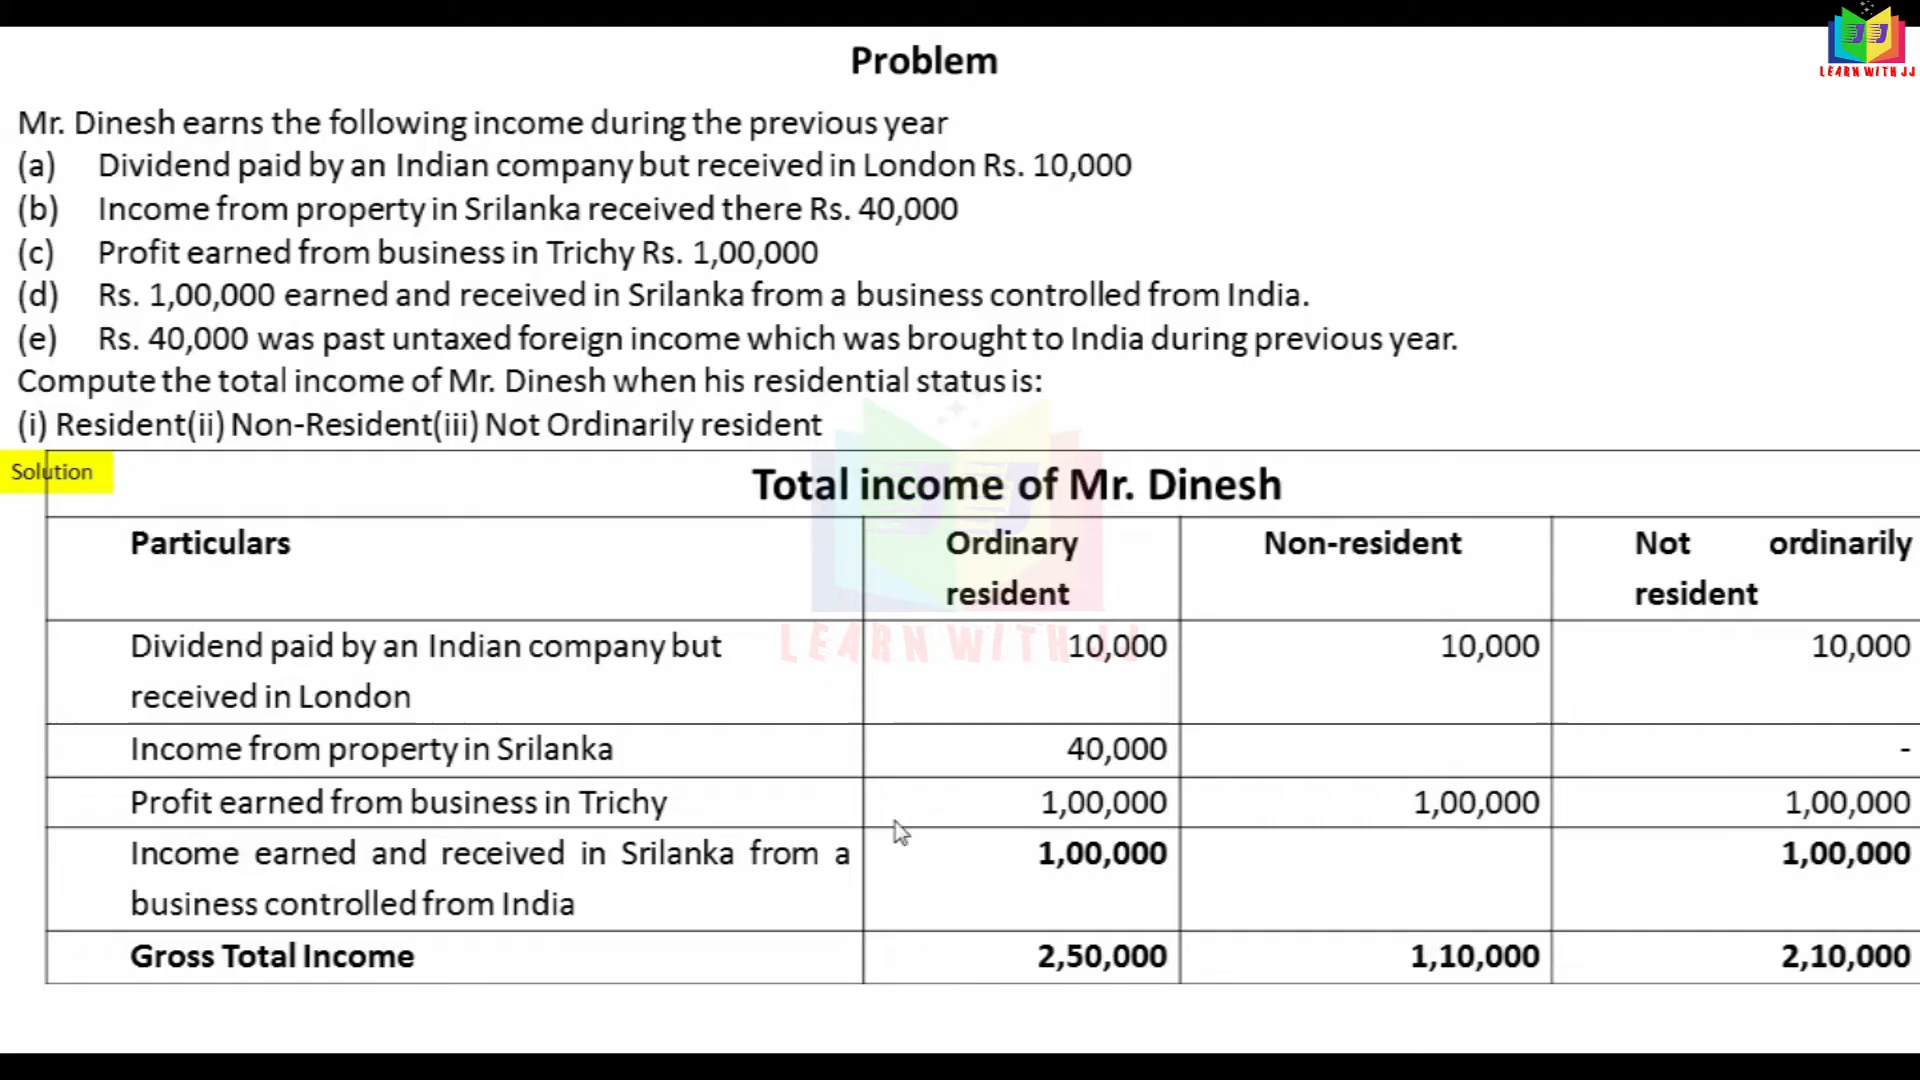 LEARN WITH JJ
Problem
Mr. Dinesh earns the following income during the previous year
(a) Dividend paid by an Indian company but received in London Rs. 10,000
(b) Income from property in Srilanka received there Rs. 40,000
(c) Profit earned from business in Trichy Rs. 1,00,000
(d) Rs. 1,00,000 earned and received in Srilanka from a business controlled from India.
(e) Rs. 40,000 was past untaxed foreign income which was brought to India during previous year.
Compute the total income of Mr. Dinesh when his residential status is:
(i) Resident(ii) Non-Resident(iii) Not Ordinarily resident
Solution
Total income of Mr. Dinesh
Particulars Ordinary Non-resident Not ordinarily
resident resident
LEARN WITH JJ
Dividend paid by an Indian company but 10,000 10,000 10,000
received in London
Income from property in Srilanka 40,000 -
Profit earned from business in Trichy 1,00,000 1,00,000 1,00,000
Income earned and received in Srilanka from a 1,00,000 1,00,000
business controlled from India
Gross Total Income 2,50,000 1,10,000 2,10,000